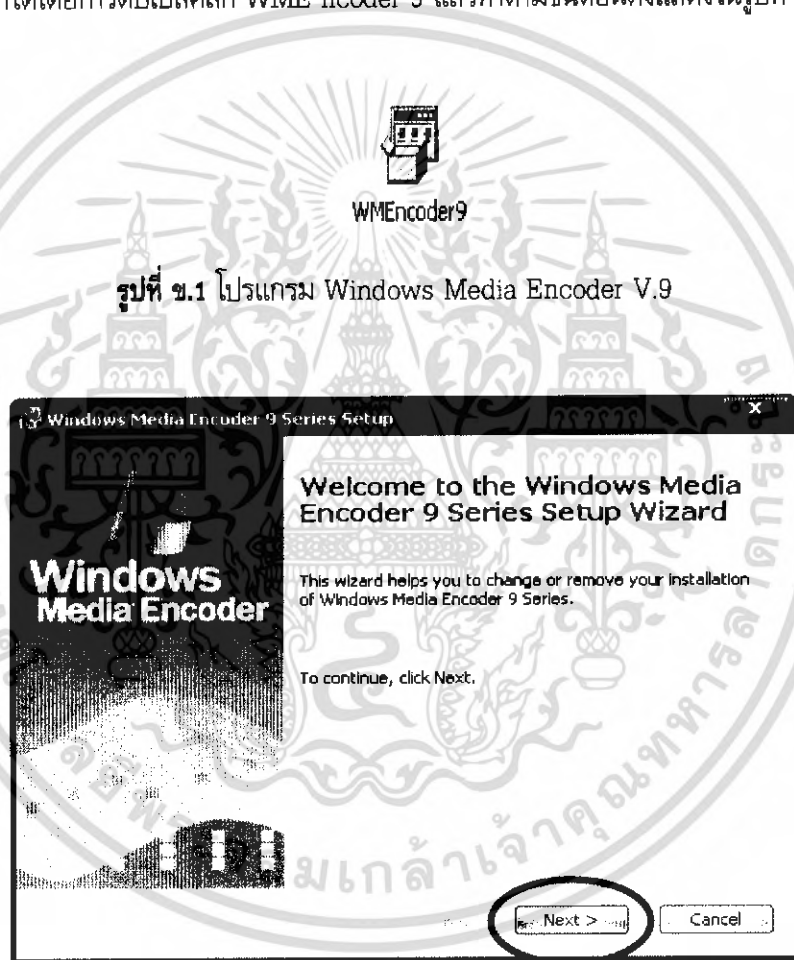 WMEncoder 9
WMEncoder9
รูปที่ ข.1 โปรแกรม Windows Media Encoder V.9
Windows Media Encoder 9 Series Setup
Welcome to the Windows Media
Encoder 9 Series Setup Wizard
Windows
Media Encoder
This wizard helps you to change or remove your installation
of Windows Media Encoder 9 Series.
To continue, click Next.
Next >
Cancel